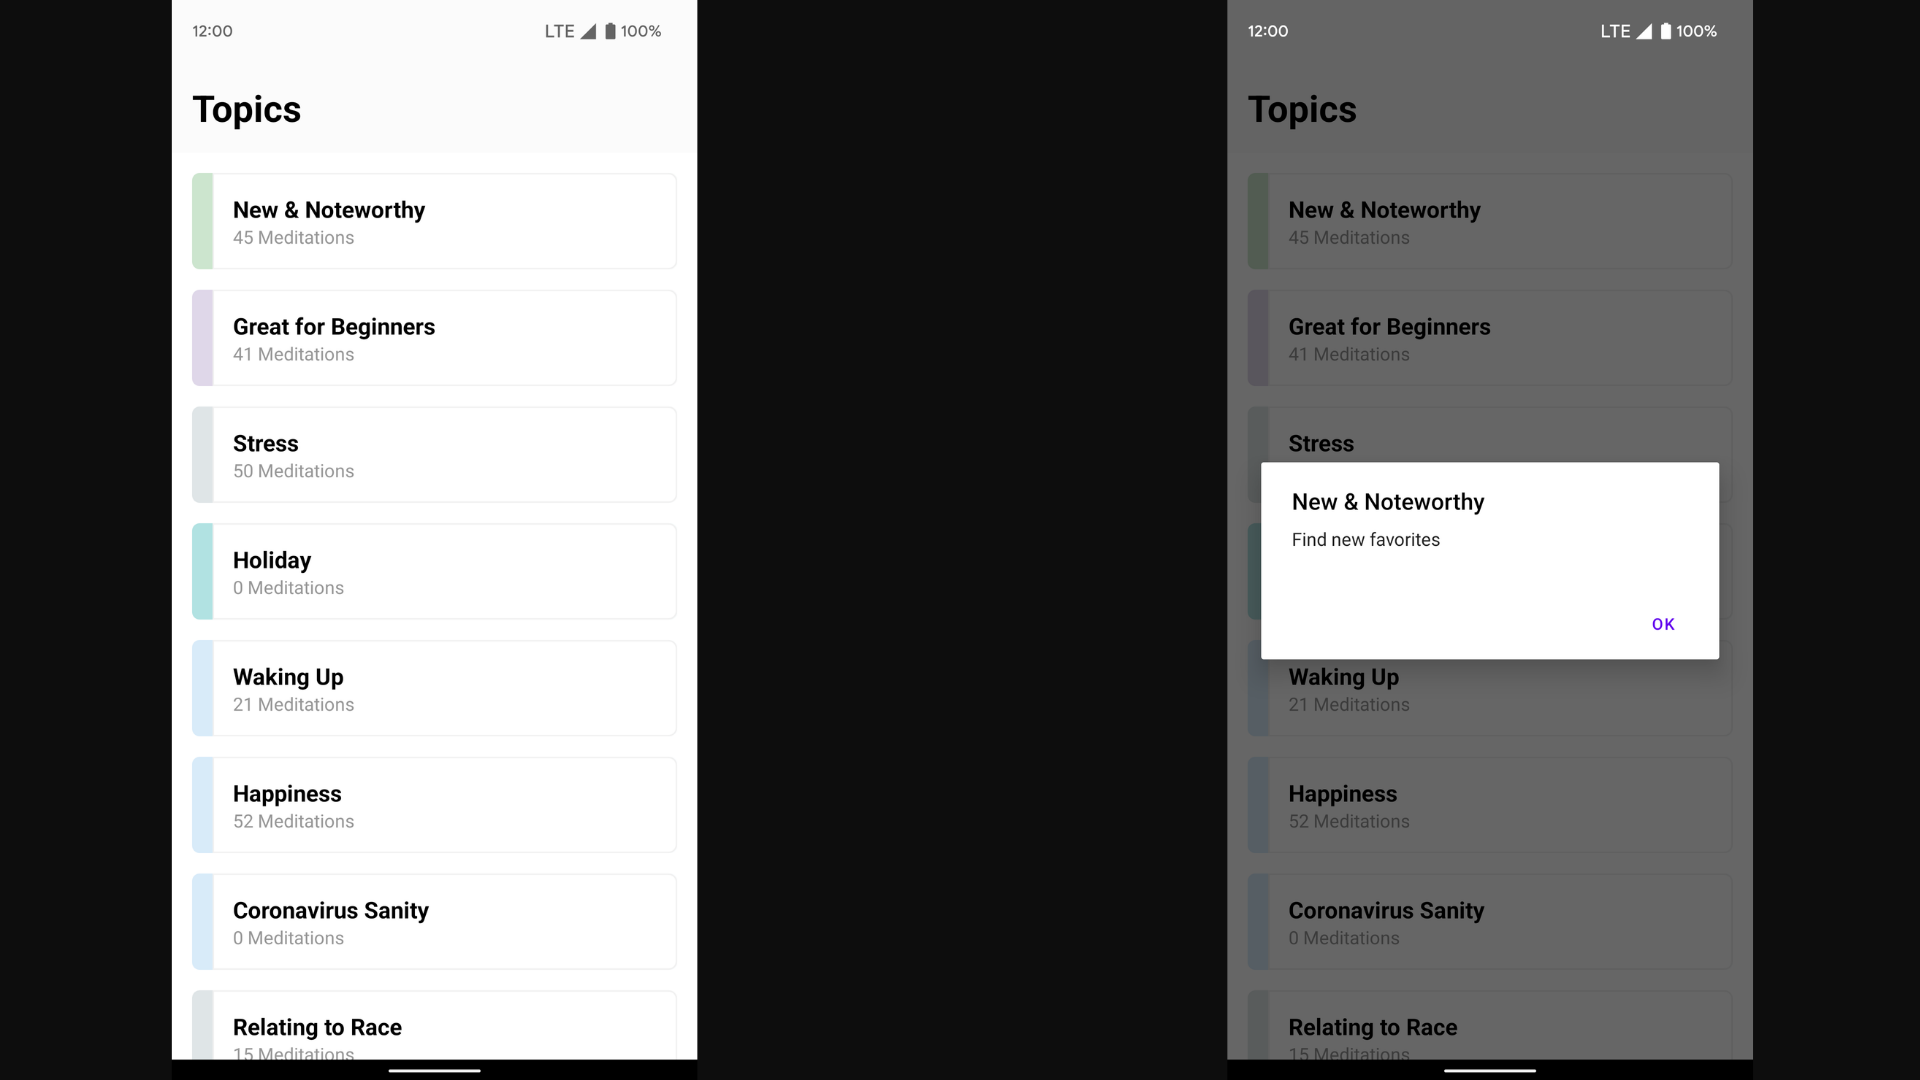 12:00
LTE 100%
Topics
New & Noteworthy
45 Meditations
Great for Beginners
41 Meditations
Stress
50 Meditations
Holiday
0 Meditations
Waking Up
21 Meditations
Happiness
52 Meditations
Coronavirus Sanity
0 Meditations
Relating to Race
15 Meditations
12:00
LTE 100%
Topics
New & Noteworthy
45 Meditations
Great for Beginners
41 Meditations
Stress
New & Noteworthy
Find new favorites
OK
Waking Up
21 Meditations
Happiness
52 Meditations
Coronavirus Sanity
0 Meditations
Relating to Race
15 Meditations